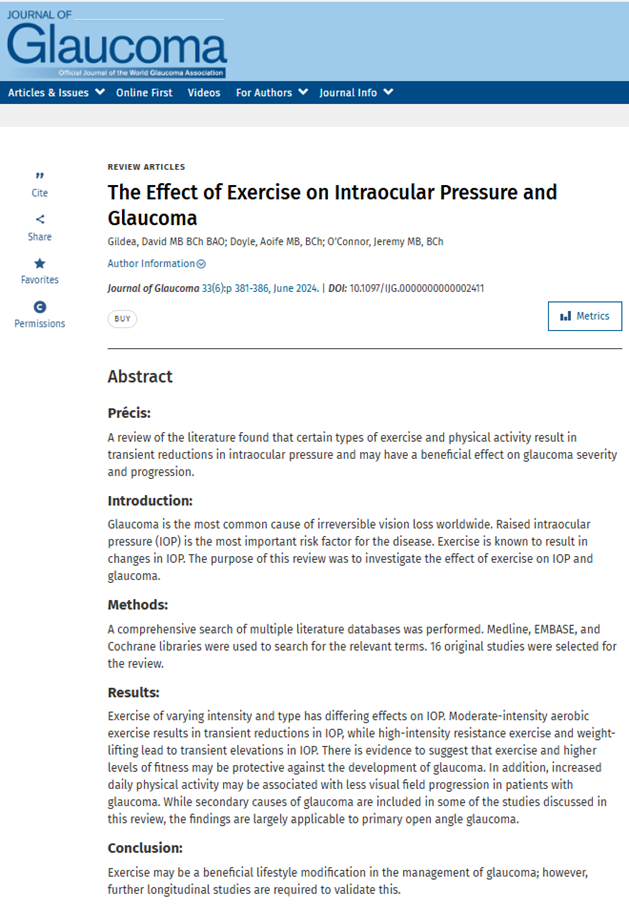 JOURNAL OF
Glaucoma
Official Journal of the World Glaucoma Association
Articles & Issues Online First Videos For Authors Journal Info
Cite
Share
Favorites
Permissions
REVIEW ARTICLES
The Effect of Exercise on Intraocular Pressure and
Glaucoma
Gildea, David MB BCh BAO; Doyle, Aoife MB, BCh; O'Connor, Jeremy MB, BCh
Author Information
Journal of Glaucoma 33(6):p 381-386, June 2024. | DOI: 10.1097/IJG.0000000000002411
BUY
Metrics
Abstract
Précis:
A review of the literature found that certain types of exercise and physical activity result in
transient reductions in intraocular pressure and may have a beneficial effect on glaucoma severity
and progression.
Introduction:
Glaucoma is the most common cause of irreversible vision loss worldwide. Raised intraocular
pressure (IOP) is the most important risk factor for the disease. Exercise is known to result in
changes in IOP. The purpose of this review was to investigate the effect of exercise on IOP and
glaucoma.
Methods:
A comprehensive search of multiple literature databases was performed. Medline, EMBASE, and
Cochrane libraries were used to search for the relevant terms. 16 original studies were selected for
the review.
Results:
Exercise of varying intensity and type has differing effects on IOP. Moderate-intensity aerobic
exercise results in transient reductions in IOP, while high-intensity resistance exercise and weight-
lifting lead to transient elevations in IOP. There is evidence to suggest that exercise and higher
levels of fitness may be protective against the development of glaucoma. In addition, increased
daily physical activity may be associated with less visual field progression in patients with
glaucoma. While secondary causes of glaucoma are included in some of the studies discussed in
this review, the findings are largely applicable to primary open angle glaucoma.
Conclusion:
Exercise may be a beneficial lifestyle modification in the management of glaucoma; however,
further longitudinal studies are required to validate this.